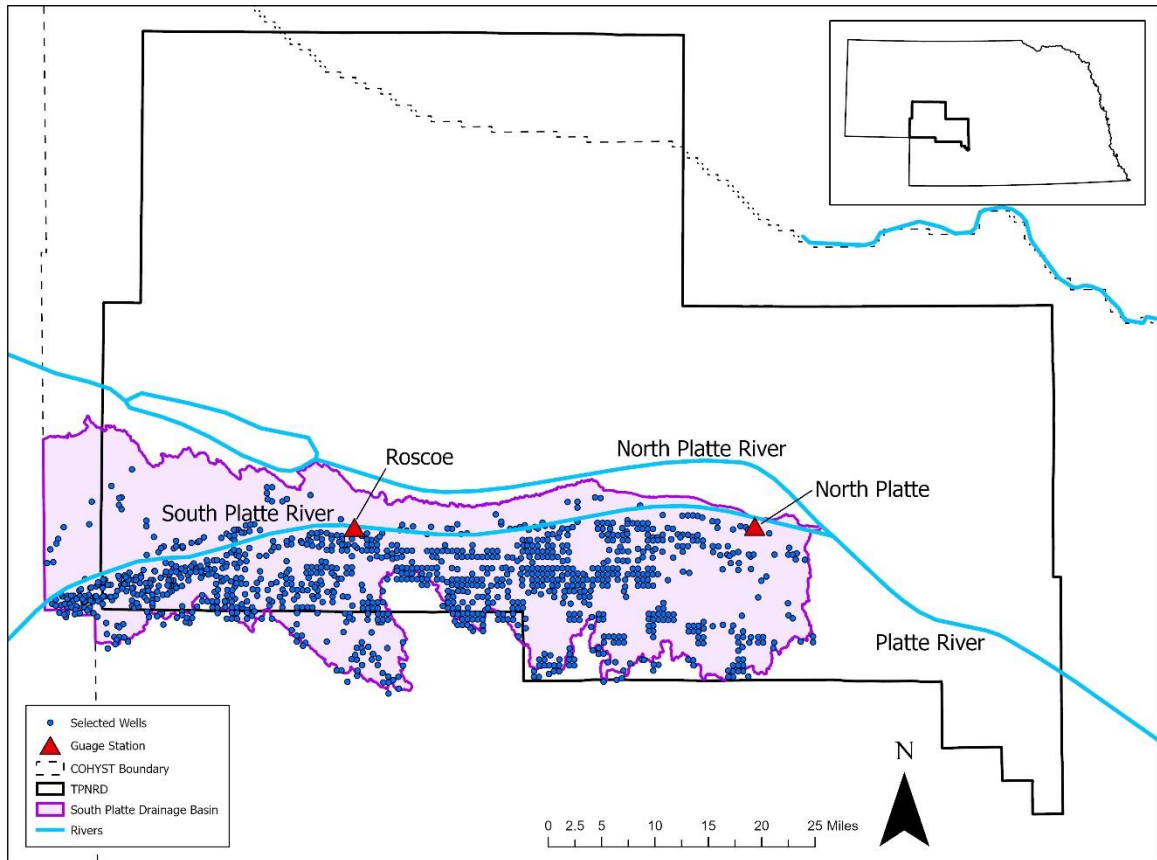 North Platte River
Roscoe
North Platte
South Platte River
Platte River
Selected Wells
Guage Station
COHYST Boundary
TPNRD
South Platte Drainage Basin
Rivers
N
0 2.5 5 10 15 20 25 Miles